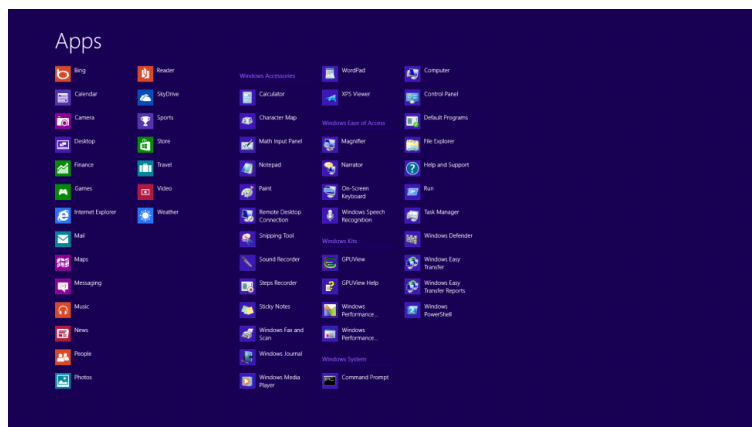 Apps
Bing
Calendar
Camera
Desktop
Finance
Games
Internet Explorer
Mail
Maps
Messaging
Music
News
People
Photos
Reader
SkyDrive
Sports
Store
Travel
Video
Weather
Windows Accessories
Calculator
Character Map
Math Input Panel
Notepad
Paint
Remote Desktop
Connection
Snipping Tool
Sound Recorder
Steps Recorder
Sticky Notes
Windows Fax and
Scan
Windows Journal
Windows Media
Player
WordPad
XPS Viewer
Windows Ease of Access
Magnifier
Narrator
On-Screen
Keyboard
Windows Speech
Recognition
Windows Kits
GPUView
GPUView Help
Windows
Performance...
Windows
Performance...
Windows System
Command Prompt
Computer
Control Panel
Default Programs
File Explorer
Help and Support
Run
Task Manager
Windows Defender
Windows Easy
Transfer
Windows Easy
Transfer Reports
Windows
PowerShell